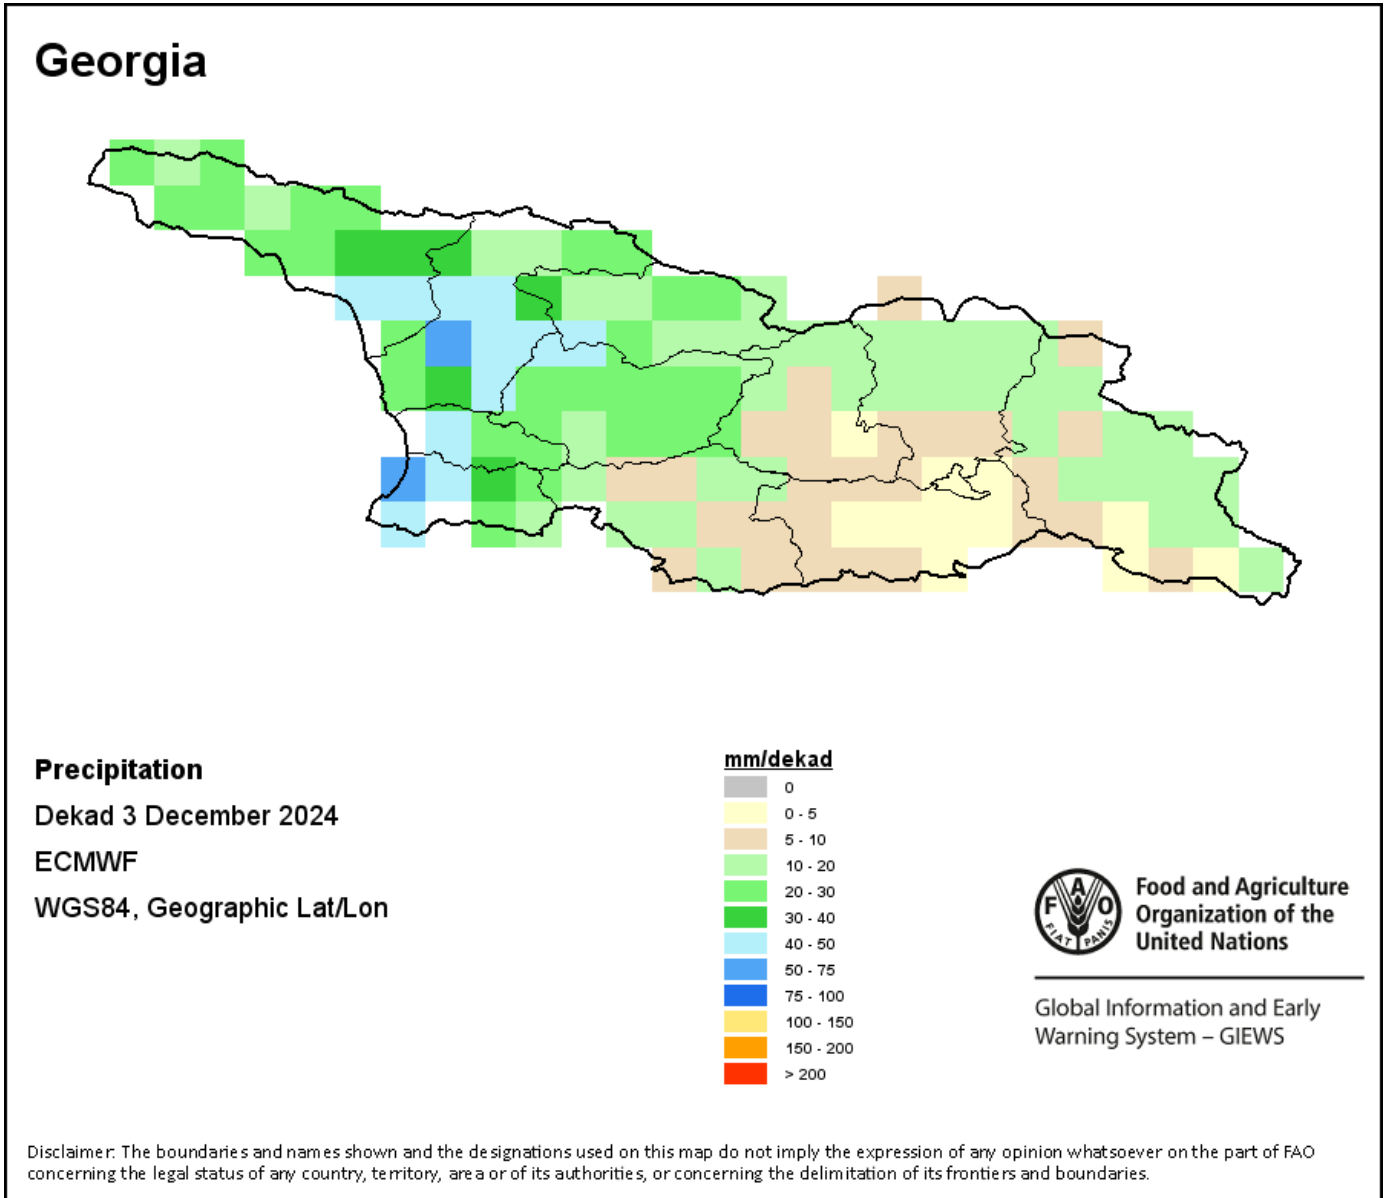 Georgia
Precipitation
Dekad 3 December 2024
ECMWF
WGS84, Geographic Lat/Lon
mm/dekad
0
0 - 5
5 - 10
10 - 20
20 - 30
30 - 40
40 - 50
50 - 75
75 - 100
100 - 150
150 - 200
> 200
F A O
FIAT PANIS
Food and Agriculture
Organization of the
United Nations
Global Information and Early
Warning System – GIEWS
Disclaimer: The boundaries and names shown and the designations used on this map do not imply the expression of any opinion whatsoever on the part of FAO
concerning the legal status of any country, territory, area or of its authorities, or concerning the delimitation of its frontiers and boundaries.